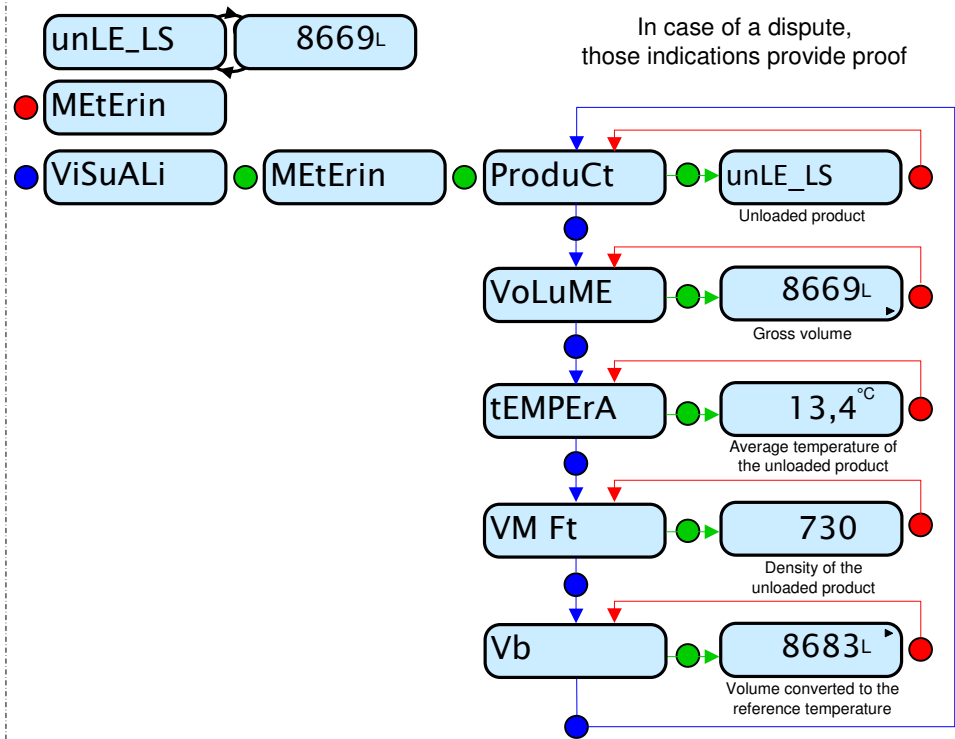 unLE_LS 8669L
In case of a dispute,
those indications provide proof
MEtErin
ViSuALi MEtErin ProduCt unLE_LS
Unloaded product
VoLuME 8669L
Gross volume
tEMPErA 13,4°C
Average temperature of
the unloaded product
VM Ft 730
Density of the
unloaded product
Vb 8683L
Volume converted to the
reference temperature